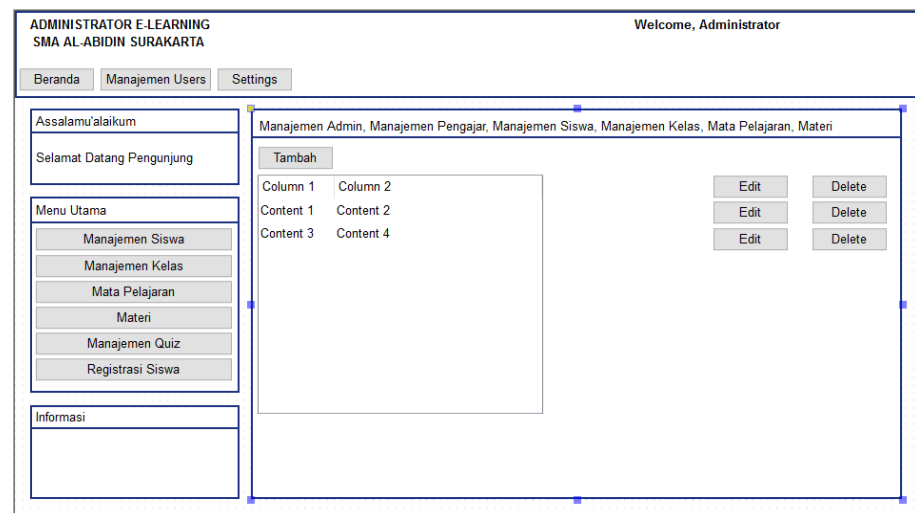 ADMINISTRATOR E-LEARNING
SMA AL-ABIDIN SURAKARTA
Welcome, Administrator
Beranda Manajemen Users Settings
Assalamu'alaikum
Selamat Datang Pengunjung
Menu Utama
Manajemen Siswa
Manajemen Kelas
Mata Pelajaran
Materi
Manajemen Quiz
Registrasi Siswa
Informasi
Manajemen Admin, Manajemen Pengajar, Manajemen Siswa, Manajemen Kelas, Mata Pelajaran, Materi
Tambah
Column 1 Column 2 Edit Delete
Content 1 Content 2 Edit Delete
Content 3 Content 4 Edit Delete